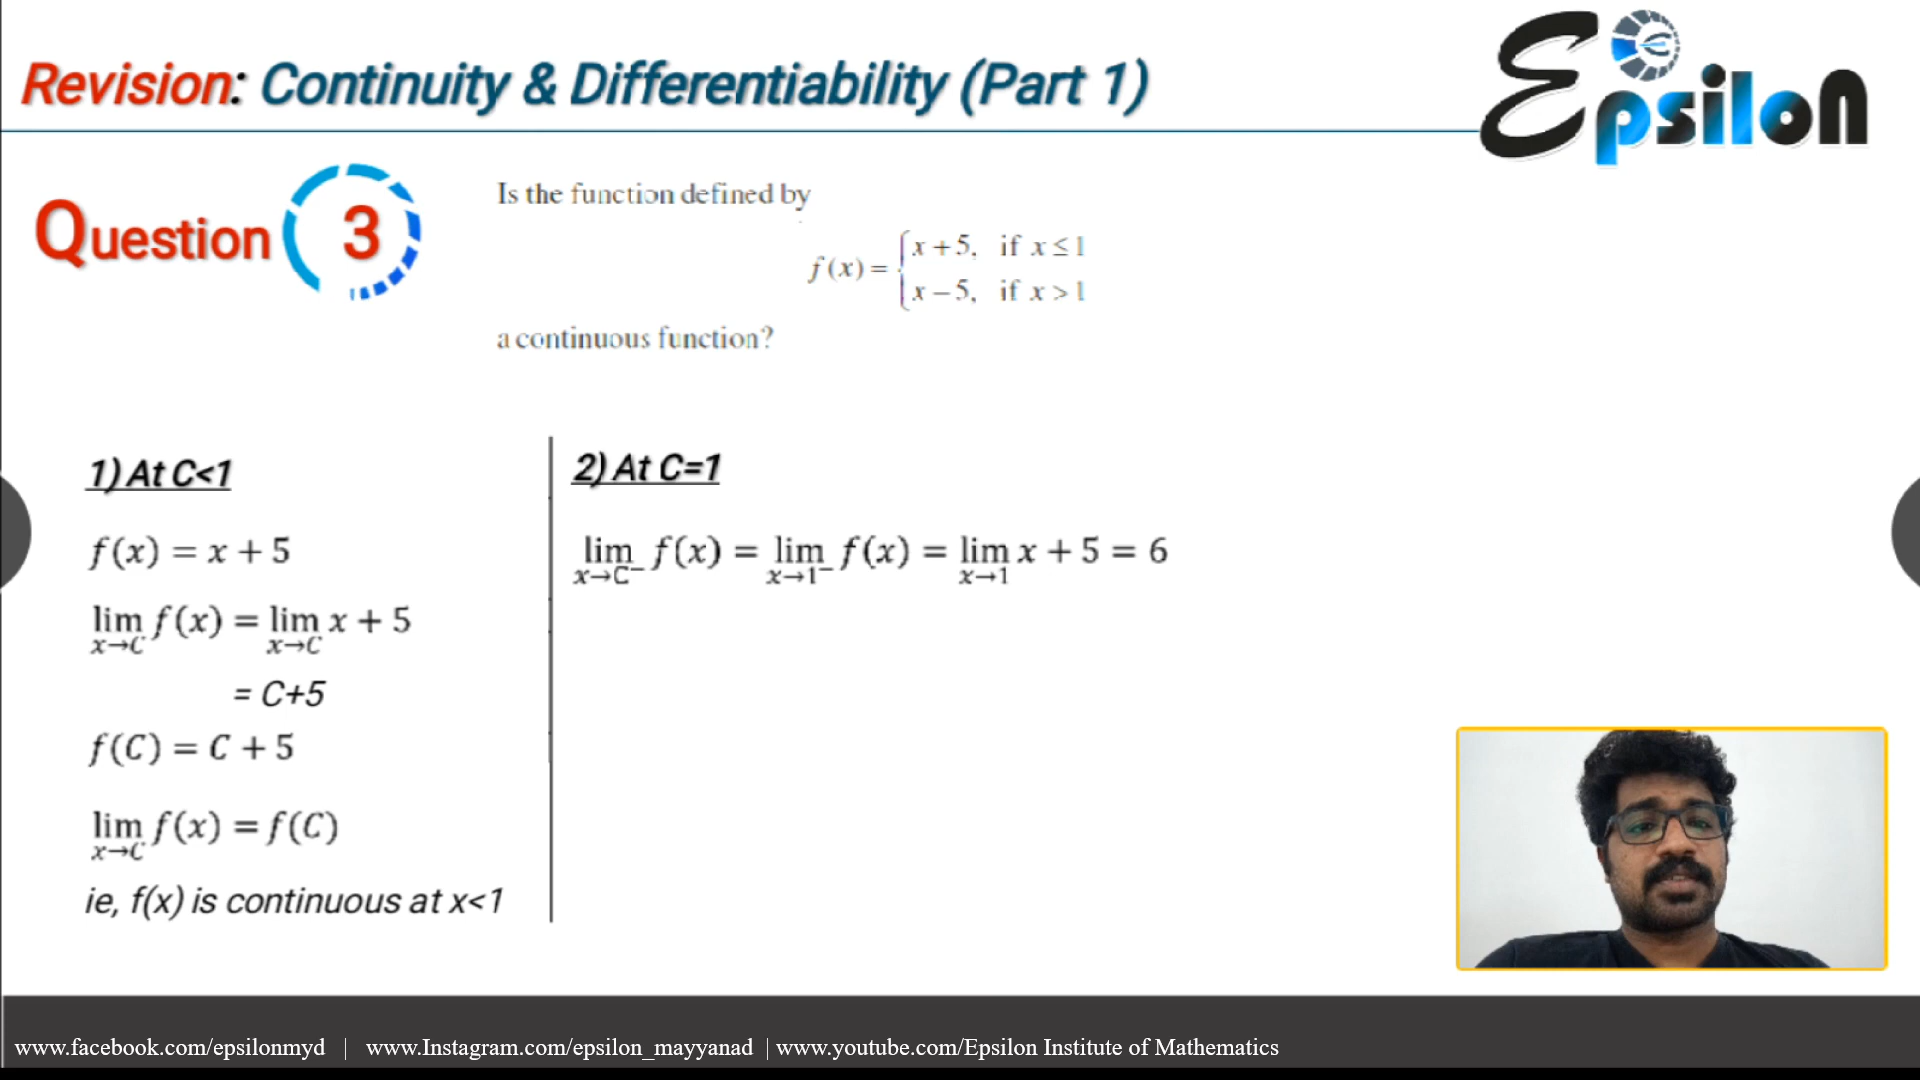 Revision: Continuity & Differentiability (Part 1)
Epsilon
Question 3
Is the function defined by
f(x) = { x + 5, if x ≤ 1
x − 5, if x > 1
a continuous function?
1) At C<1
f(x) = x + 5
lim x→C f(x) = lim x→C x + 5
= C+5
f(C) = C + 5
lim x→C f(x) = f(C)
ie, f(x) is continuous at x<1
2) At C=1
lim x→C⁻ f(x) = lim x→1⁻ f(x) = lim x→1 x + 5 = 6
www.facebook.com/epsilonmyd | www.Instagram.com/epsilon_mayyanad | www.youtube.com/Epsilon Institute of Mathematics